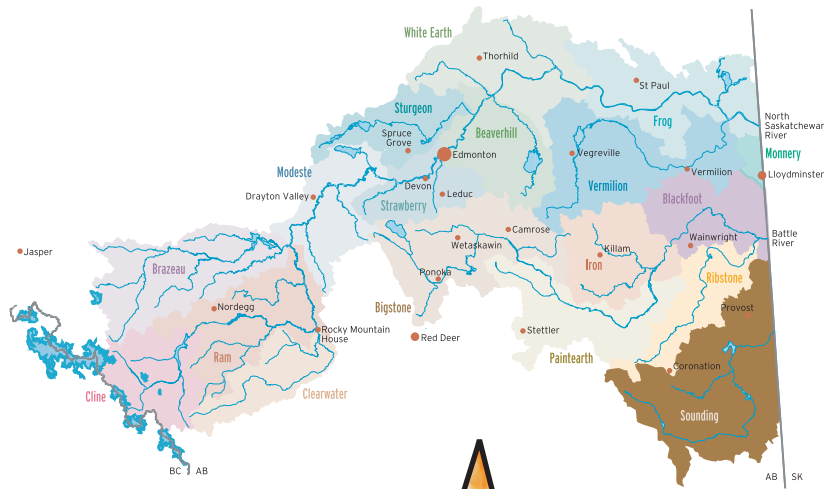 White Earth
Thorhild
St Paul
Sturgeon
Spruce
Grove
Beaverhill
Frog
North
Saskatchewan
River
Monnery
Edmonton
Vegreville
Vermilion
Lloydminster
Modeste
Devon
Leduc
Vermilion
Drayton Valley
Strawberry
Blackfoot
Camrose
Wetaskawin
Wainwright
Battle
River
Jasper
Brazeau
Killam
Iron
Ponoka
Ribstone
Bigstone
Nordegg
Provost
Rocky Mountain
House
Red Deer
Stettler
Ram
Paintearth
Coronation
Cline
Clearwater
Sounding
BC
AB
AB
SK